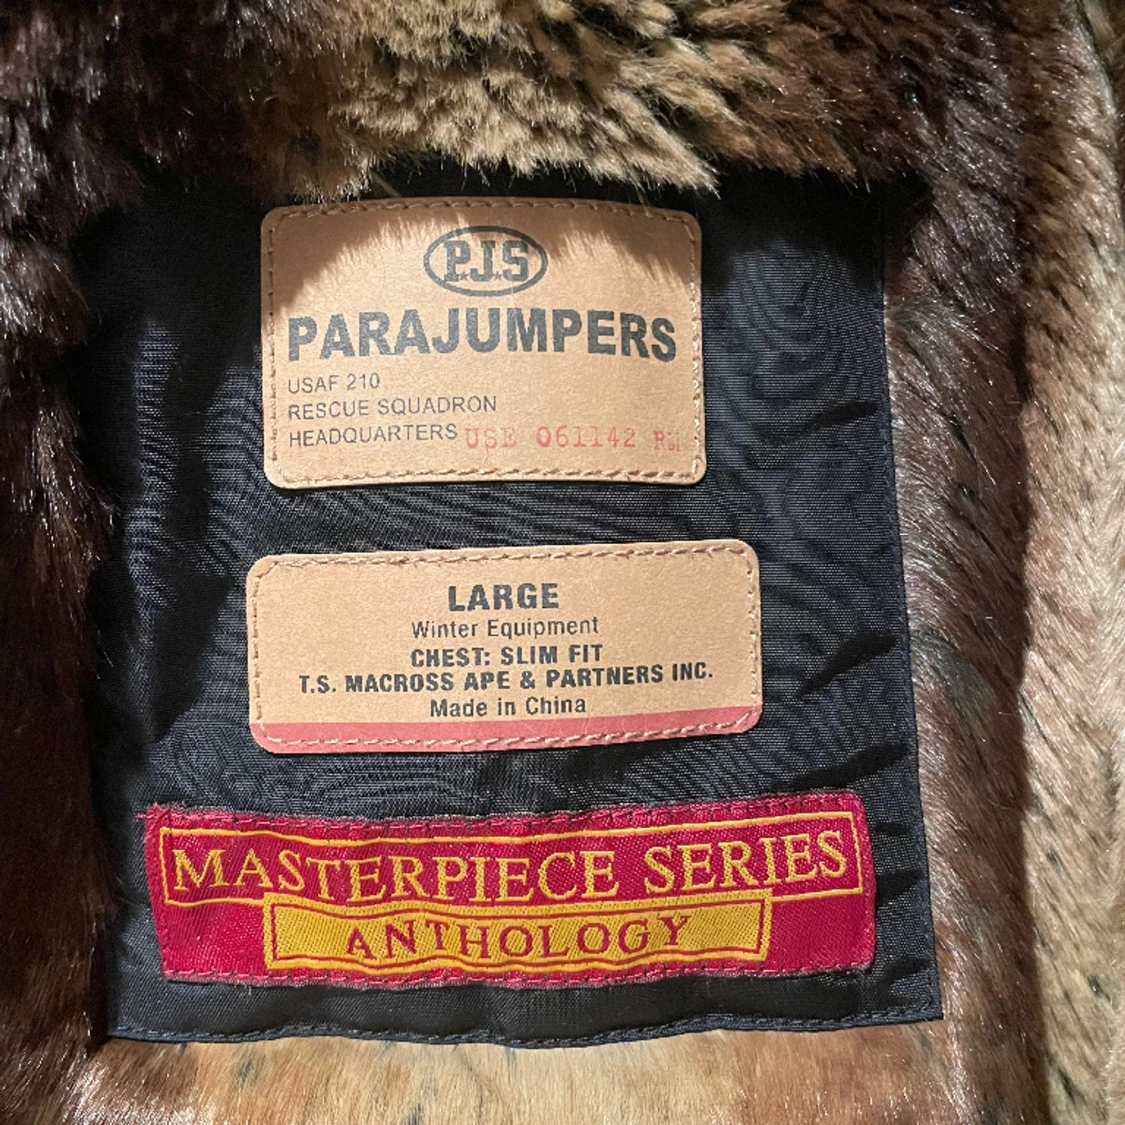 P.J.S
PARAJUMPERS
USAF 210
RESCUE SQUADRON
HEADQUARTERS USE 061142
LARGE
Winter Equipment
CHEST: SLIM FIT
T.S. MACROSS APE & PARTNERS INC.
Made in China
MASTERPIECE SERIES
ANTHOLOGY